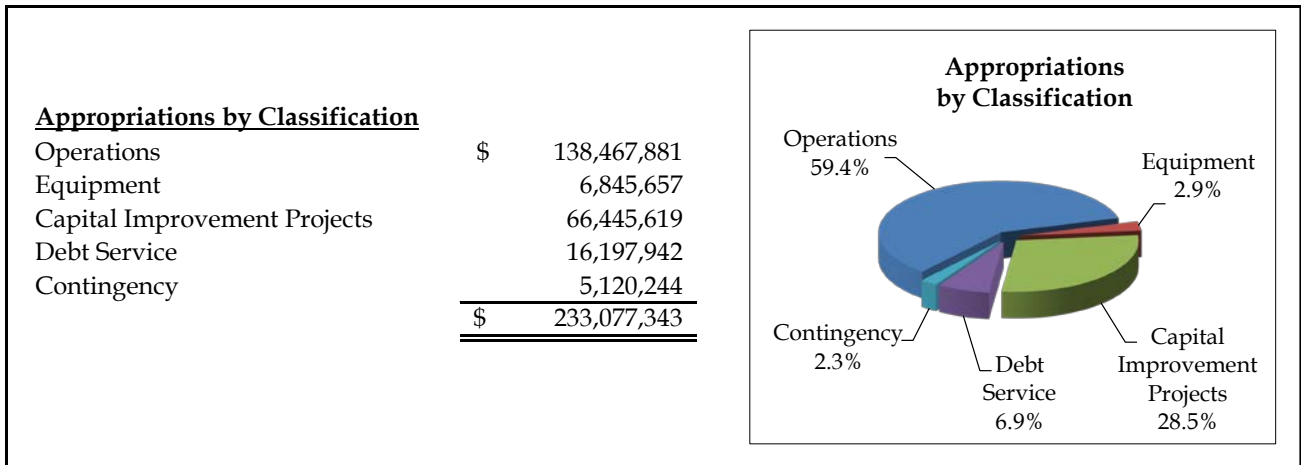 Appropriations by Classification
Operations $ 138,467,881
Equipment 6,845,657
Capital Improvement Projects 66,445,619
Debt Service 16,197,942
Contingency 5,120,244
$ 233,077,343
Appropriations
by Classification
Operations
59.4%
Equipment
2.9%
Contingency
2.3%
Debt
Service
6.9%
Capital
Improvement
Projects
28.5%